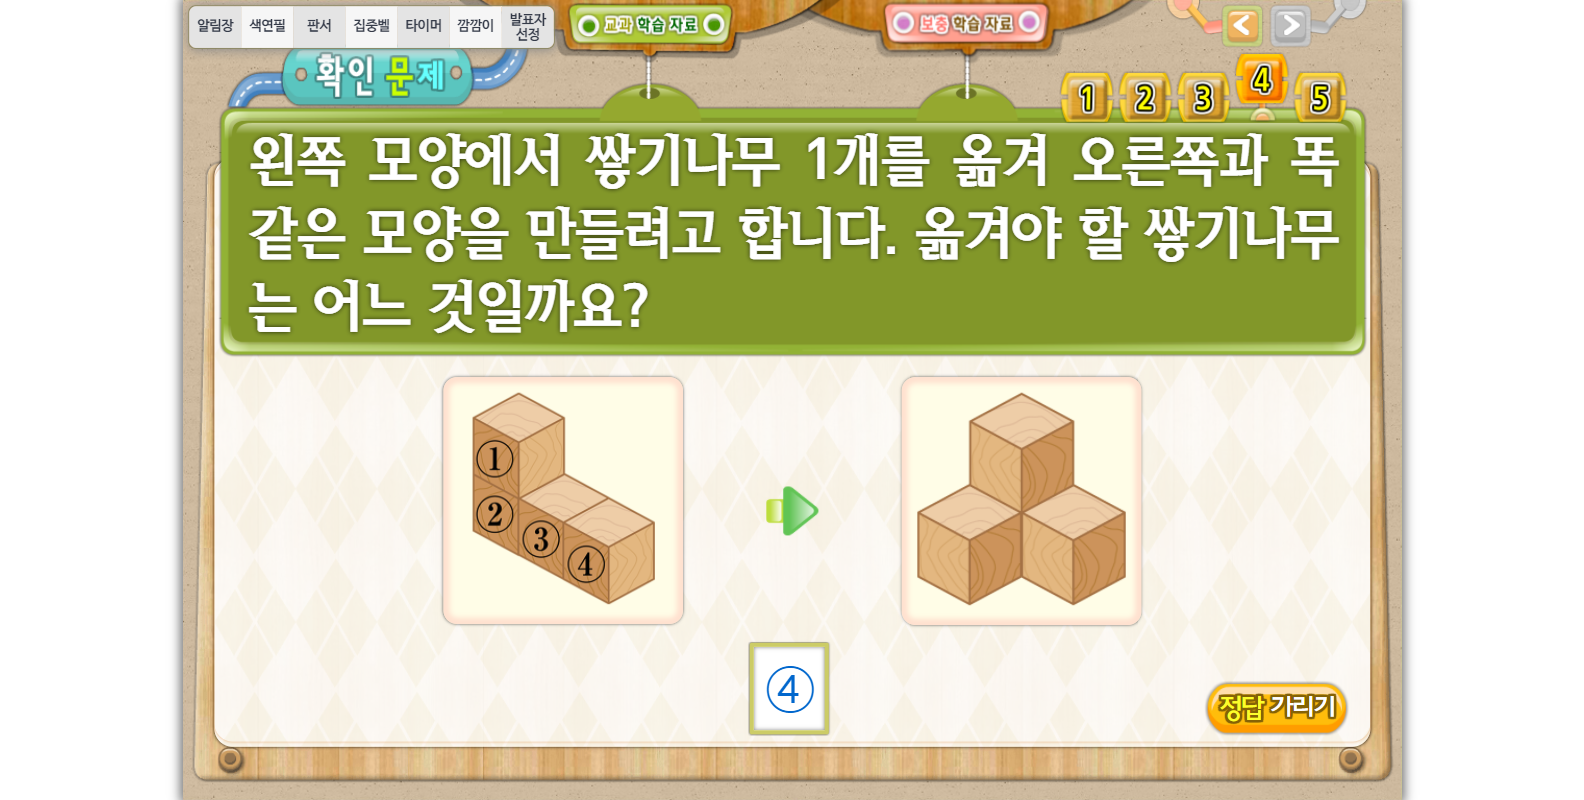 알림장 색연필 판서 집중벨 타이머 깜깜이 발표자
선정
교과 학습 자료
보충 학습 자료
확인 문제
1 2 3 4 5
왼쪽 모양에서 쌓기나무 1개를 옮겨 오른쪽과 똑
같은 모양을 만들려고 합니다. 옮겨야 할 쌓기나무
는 어느 것일까요?
①
②
③
④
④
정답 가리기